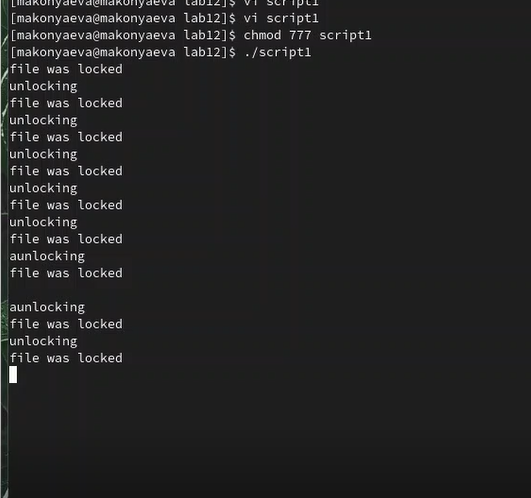 [makonyaeva@makonyaeva lab12]$ vi script1
[makonyaeva@makonyaeva lab12]$ vi script1
[makonyaeva@makonyaeva lab12]$ chmod 777 script1
[makonyaeva@makonyaeva lab12]$ ./script1
file was locked
unlocking
file was locked
unlocking
file was locked
unlocking
file was locked
unlocking
file was locked
unlocking
file was locked
aunlocking
file was locked
aunlocking
file was locked
unlocking
file was locked